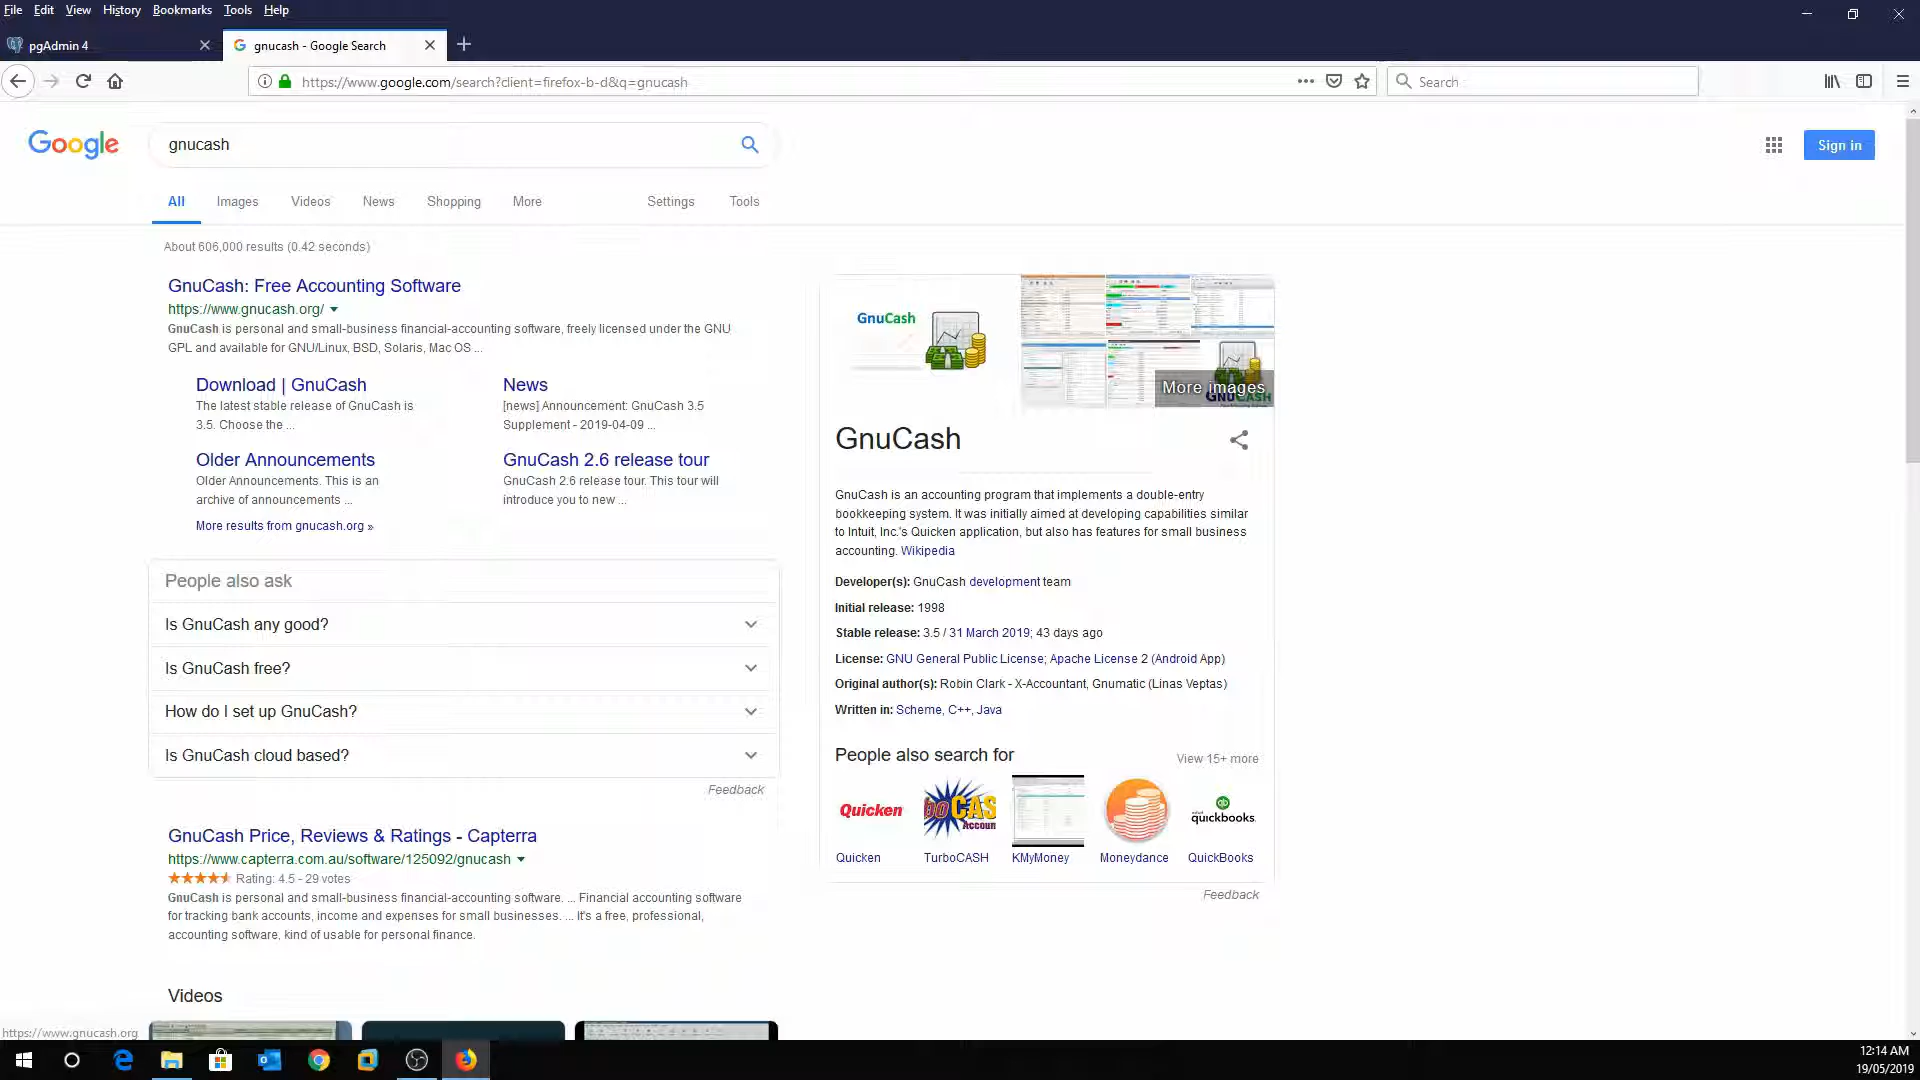 File Edit View History Bookmarks Tools Help
pgAdmin 4
gnucash - Google Search
https://www.google.com/search?client=firefox-b-d&q=gnucash
Search
Google
gnucash
Sign in
All Images Videos News Shopping More Settings Tools
About 606,000 results (0.42 seconds)
GnuCash: Free Accounting Software
https://www.gnucash.org/
GnuCash is personal and small-business financial-accounting software, freely licensed under the GNU
GPL and available for GNU/Linux, BSD, Solaris, Mac OS ...
Download | GnuCash
The latest stable release of GnuCash is
3.5. Choose the ...
News
[news] Announcement: GnuCash 3.5
Supplement - 2019-04-09 ...
Older Announcements
Older Announcements. This is an
archive of announcements ...
GnuCash 2.6 release tour
GnuCash 2.6 release tour. This tour will
introduce you to new ...
More results from gnucash.org »
People also ask
Is GnuCash any good?
Is GnuCash free?
How do I set up GnuCash?
Is GnuCash cloud based?
Feedback
GnuCash Price, Reviews & Ratings - Capterra
https://www.capterra.com.au/software/125092/gnucash
Rating: 4.5 - 29 votes
GnuCash is personal and small-business financial-accounting software. ... Financial accounting software
for tracking bank accounts, income and expenses for small businesses. ... it's a free, professional,
accounting software, kind of usable for personal finance.
Videos
GnuCash
More images
GNUCASH
GnuCash
GnuCash is an accounting program that implements a double-entry
bookkeeping system. It was initially aimed at developing capabilities similar
to Intuit, Inc.'s Quicken application, but also has features for small business
accounting. Wikipedia
Developer(s): GnuCash development team
Initial release: 1998
Stable release: 3.5 / 31 March 2019; 43 days ago
License: GNU General Public License; Apache License 2 (Android App)
Original author(s): Robin Clark - X-Accountant, Gnumatic (Linas Veptas)
Written in: Scheme, C++, Java
People also search for
View 15+ more
Quicken
boCAS
Accoun
quickbooks.
Quicken TurboCASH KMyMoney Moneydance QuickBooks
Feedback
https://www.gnucash.org
12:14 AM
19/05/2019